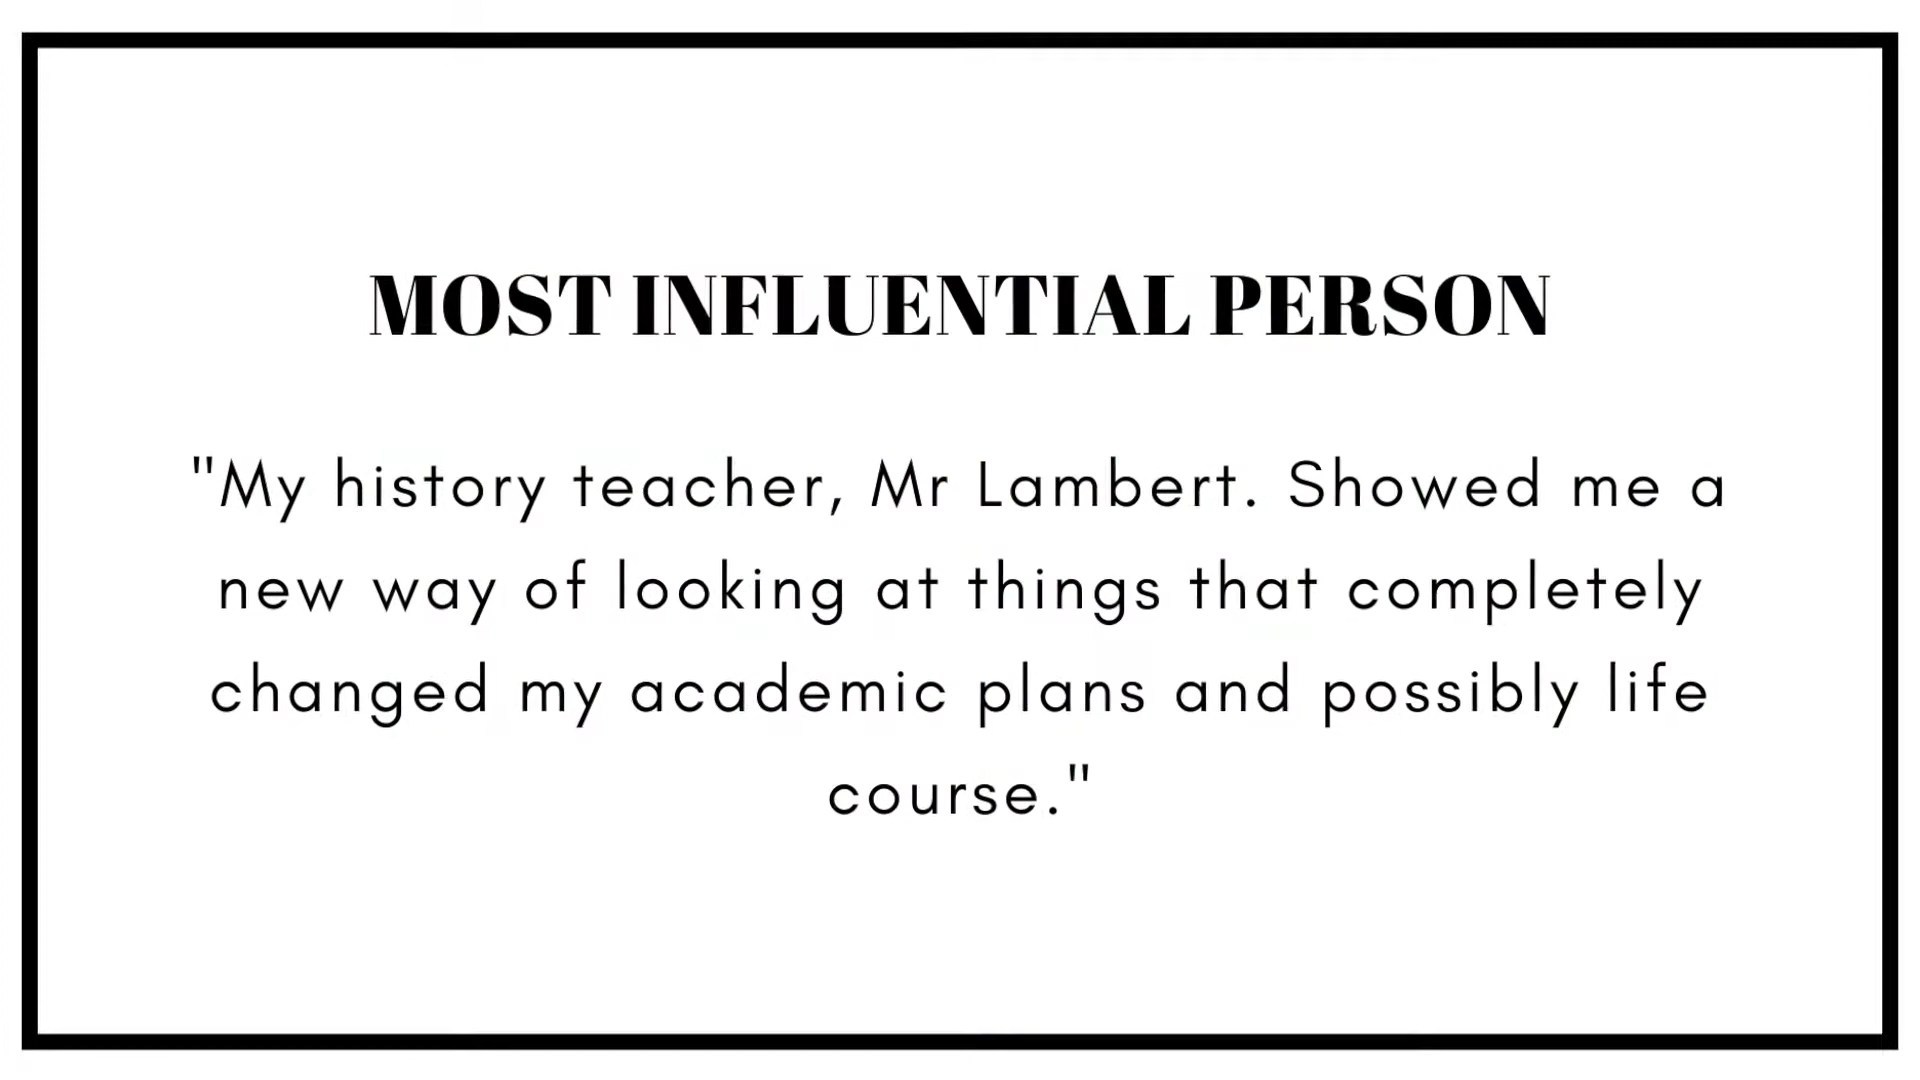 MOST INFLUENTIAL PERSON
"My history teacher, Mr Lambert. Showed me a
new way of looking at things that completely
changed my academic plans and possibly life
course."